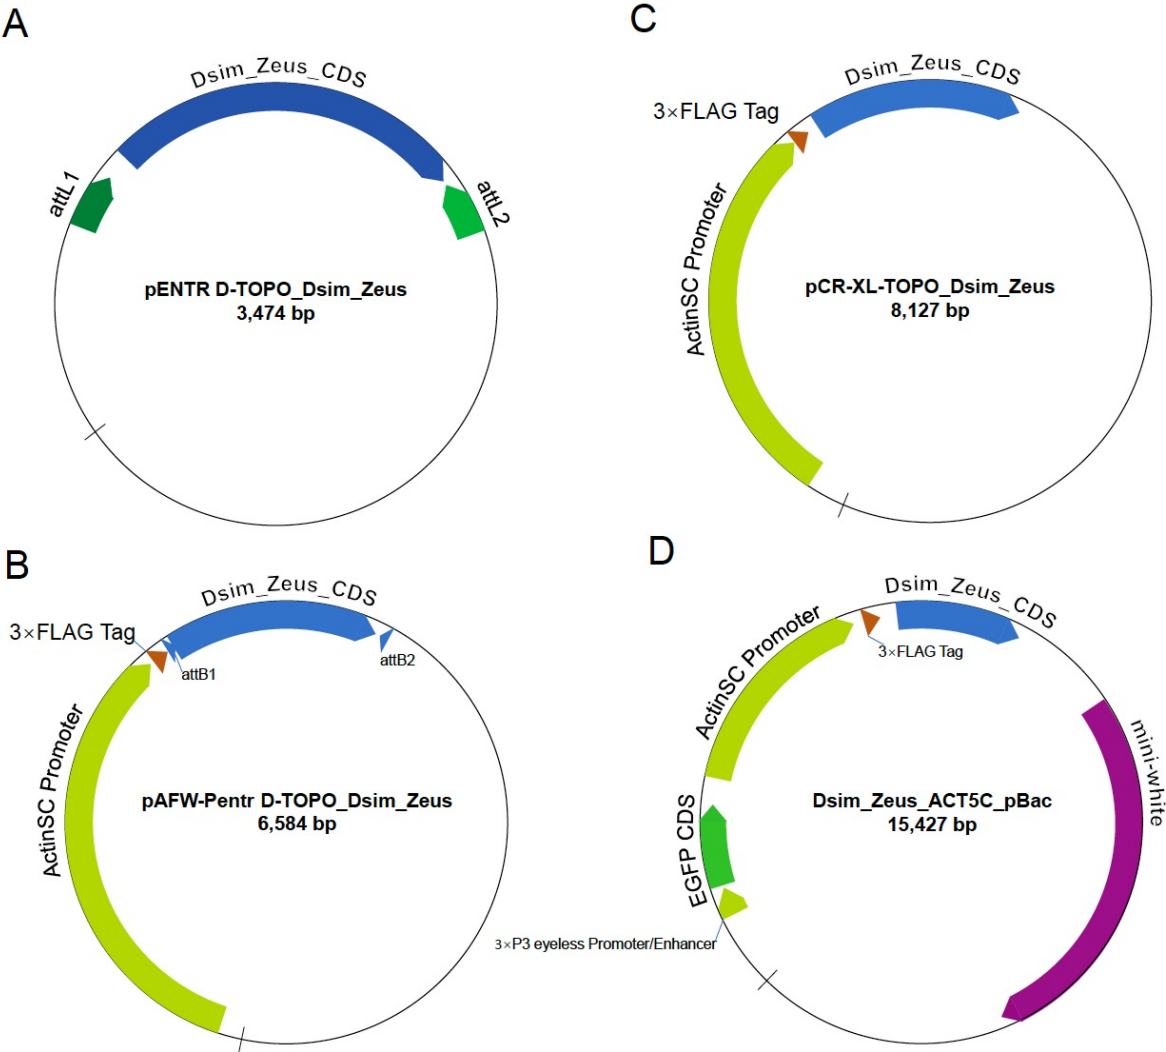 A
Dsim_Zeus_CDS
attL1
attL2
pENTR D-TOPO_Dsim_Zeus
3,474 bp
C
Dsim_Zeus_CDS
3×FLAG Tag
ActinSC Promoter
pCR-XL-TOPO_Dsim_Zeus
8,127 bp
B
Dsim_Zeus_CDS
3×FLAG Tag
attB1
attB2
ActinSC Promoter
pAFW-Pentr D-TOPO_Dsim_Zeus
6,584 bp
D
Dsim_Zeus_CDS
ActinSC Promoter
3×FLAG Tag
mini-white
Dsim_Zeus_ACT5C_pBac
15,427 bp
EGFP CDS
3×P3 eyeless Promoter/Enhancer